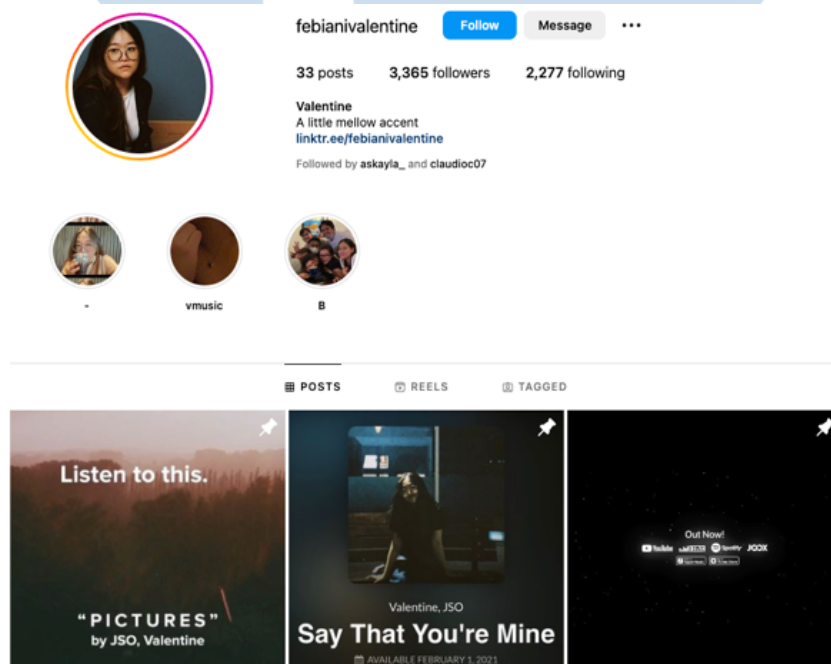 febianivalentine Follow Message
33 posts 3,365 followers 2,277 following
Valentine
A little mellow accent
linktr.ee/febianivalentine
Followed by askayla_ and claudioc07
- vmusic B
POSTS REELS TAGGED
Listen to this.
"PICTURES"
by JSO, Valentine
Valentine, JSO
Say That You're Mine
AVAILABLE FEBRUARY 1, 2021
Out Now!
YouTube Spotify JOOX